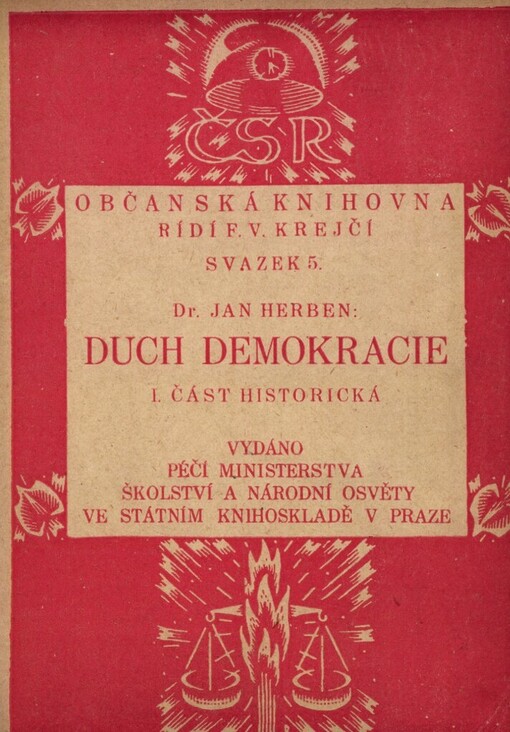 ČSR
OBČANSKÁ KNIHOVNA
ŘÍDÍ F. V. KREJČÍ
SVAZEK 5.
Dr. JAN HERBEN:
DUCH DEMOKRACIE
I. ČÁST HISTORICKÁ
VYDÁNO
PÉČÍ MINISTERSTVA
ŠKOLSTVÍ A NÁRODNÍ OSVĚTY
VE STÁTNÍM KNIHOSKLADĚ V PRAZE